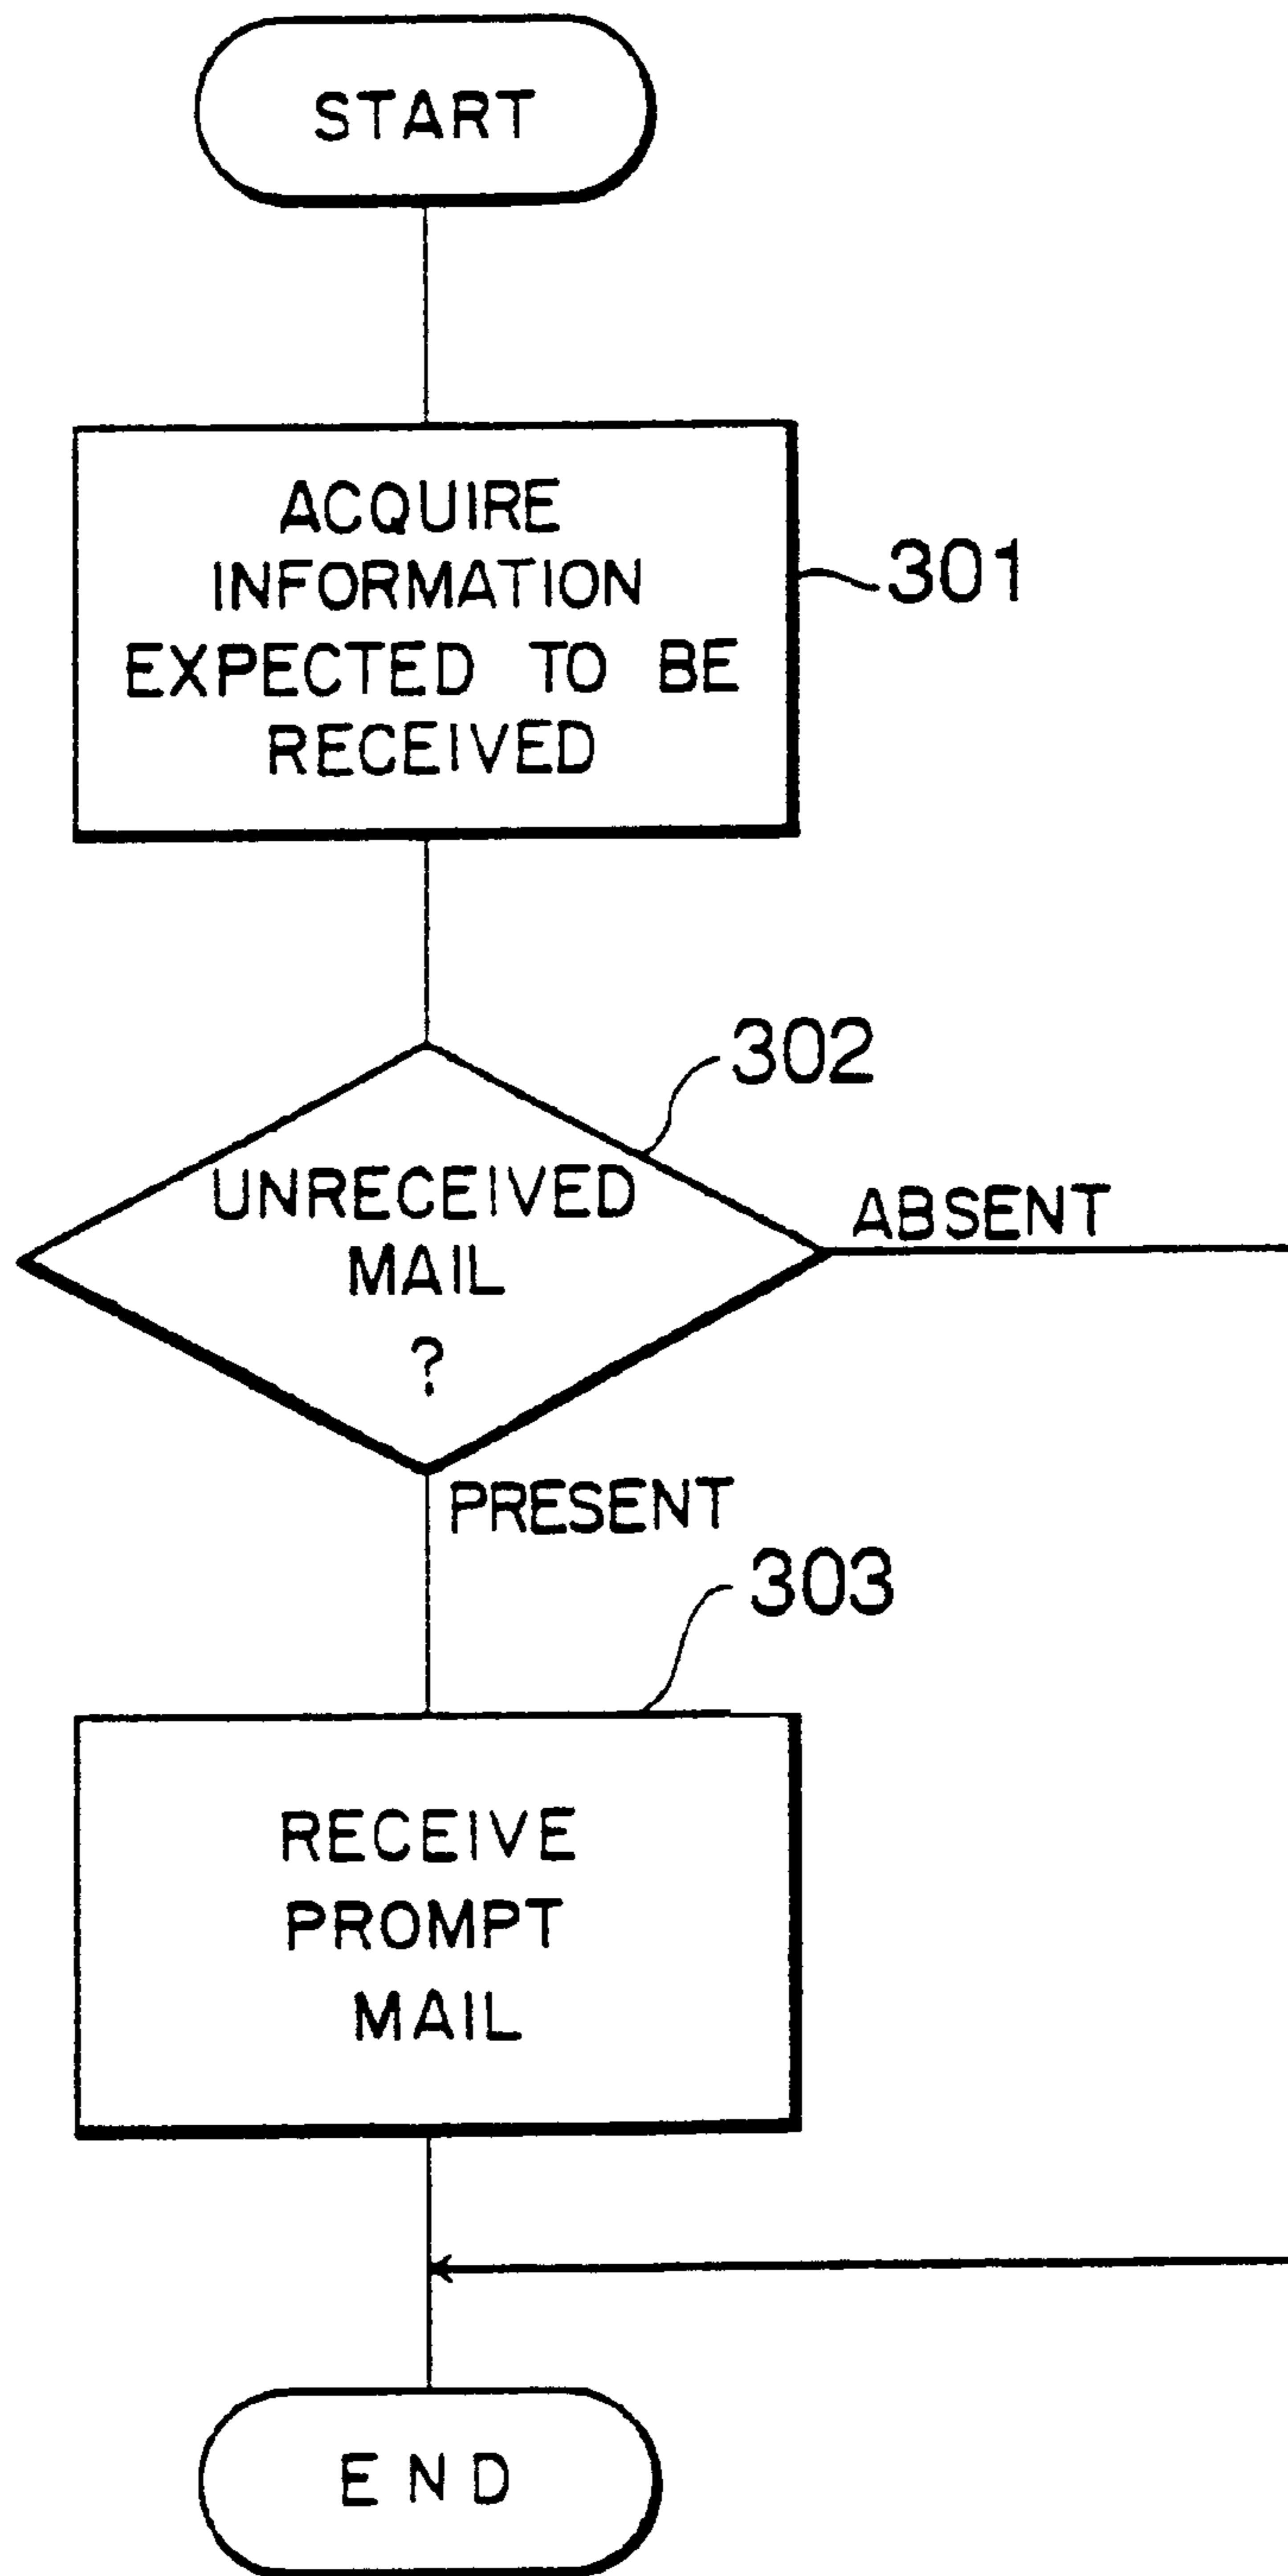 START
ACQUIRE
INFORMATION
EXPECTED TO BE
RECEIVED
301
302
UNRECEIVED
MAIL
?
ABSENT
PRESENT
303
RECEIVE
PROMPT
MAIL
END